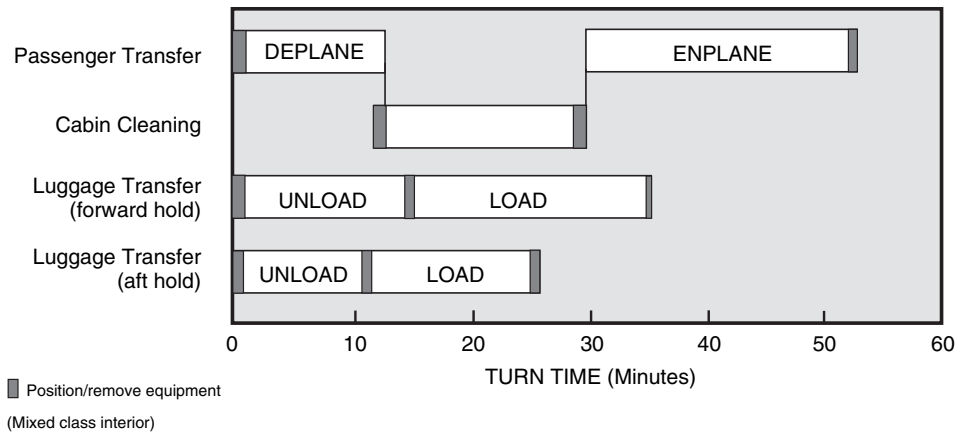 Passenger Transfer
DEPLANE
ENPLANE
Cabin Cleaning
Luggage Transfer
(forward hold)
UNLOAD
LOAD
Luggage Transfer
(aft hold)
UNLOAD
LOAD
0 10 20 30 40 50 60
TURN TIME (Minutes)
Position/remove equipment
(Mixed class interior)